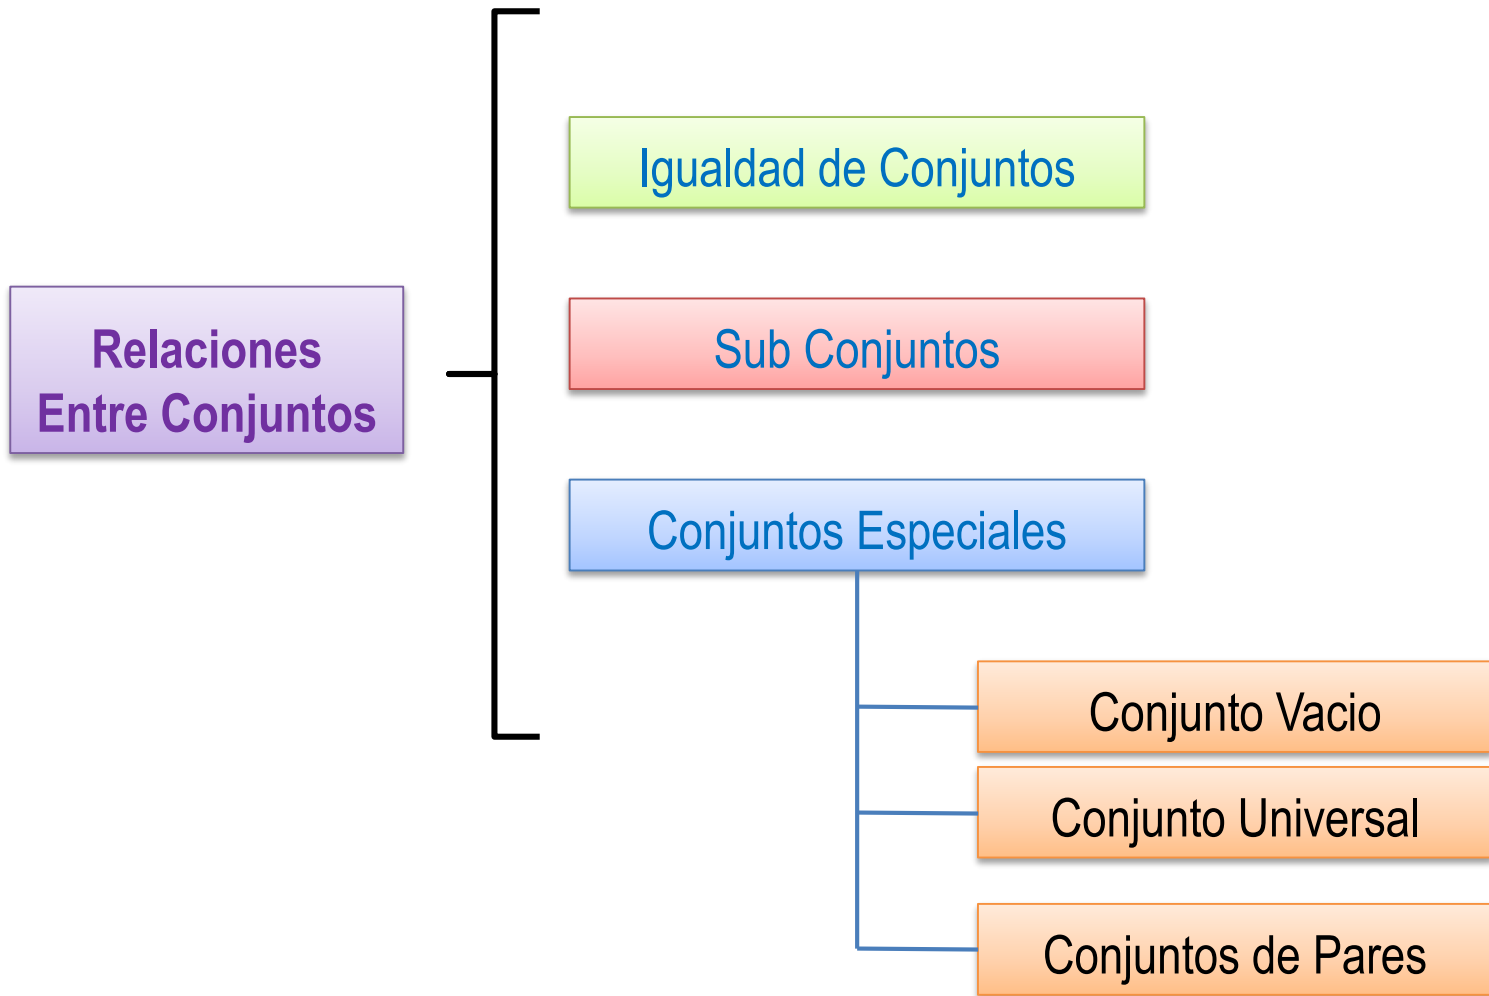 Igualdad de Conjuntos
Relaciones
Entre Conjuntos
Sub Conjuntos
Conjuntos Especiales
Conjunto Vacio
Conjunto Universal
Conjuntos de Pares